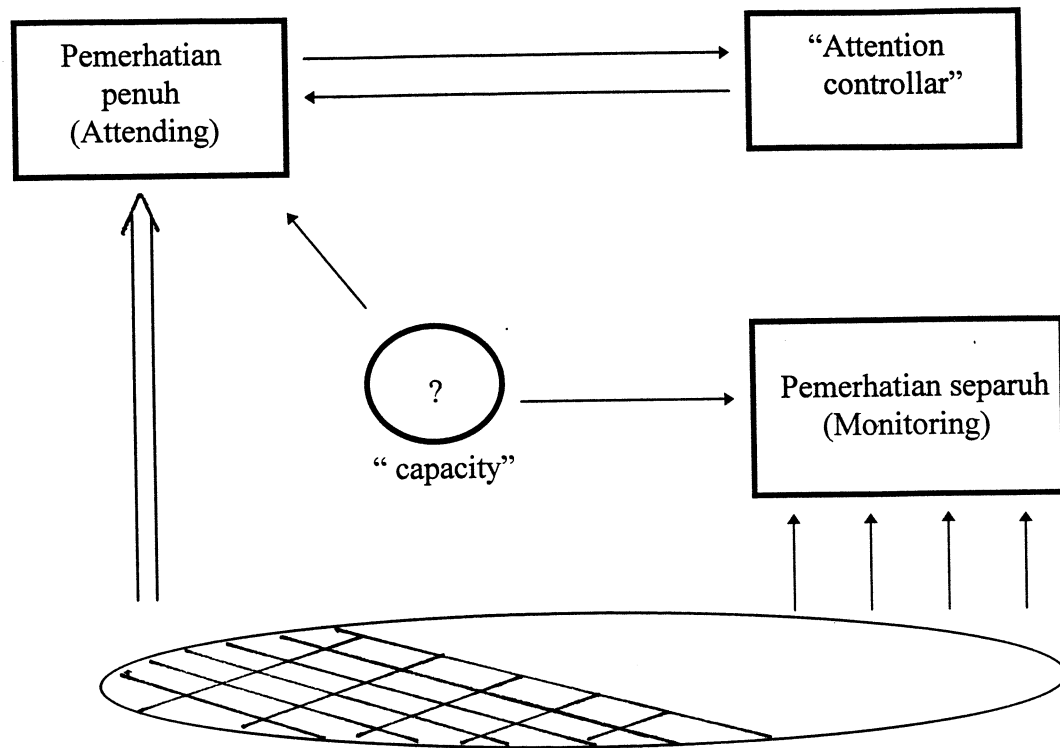 Pemerhatian
penuh
(Attending)
“Attention
controllar”
?
“ capacity”
Pemerhatian separuh
(Monitoring)